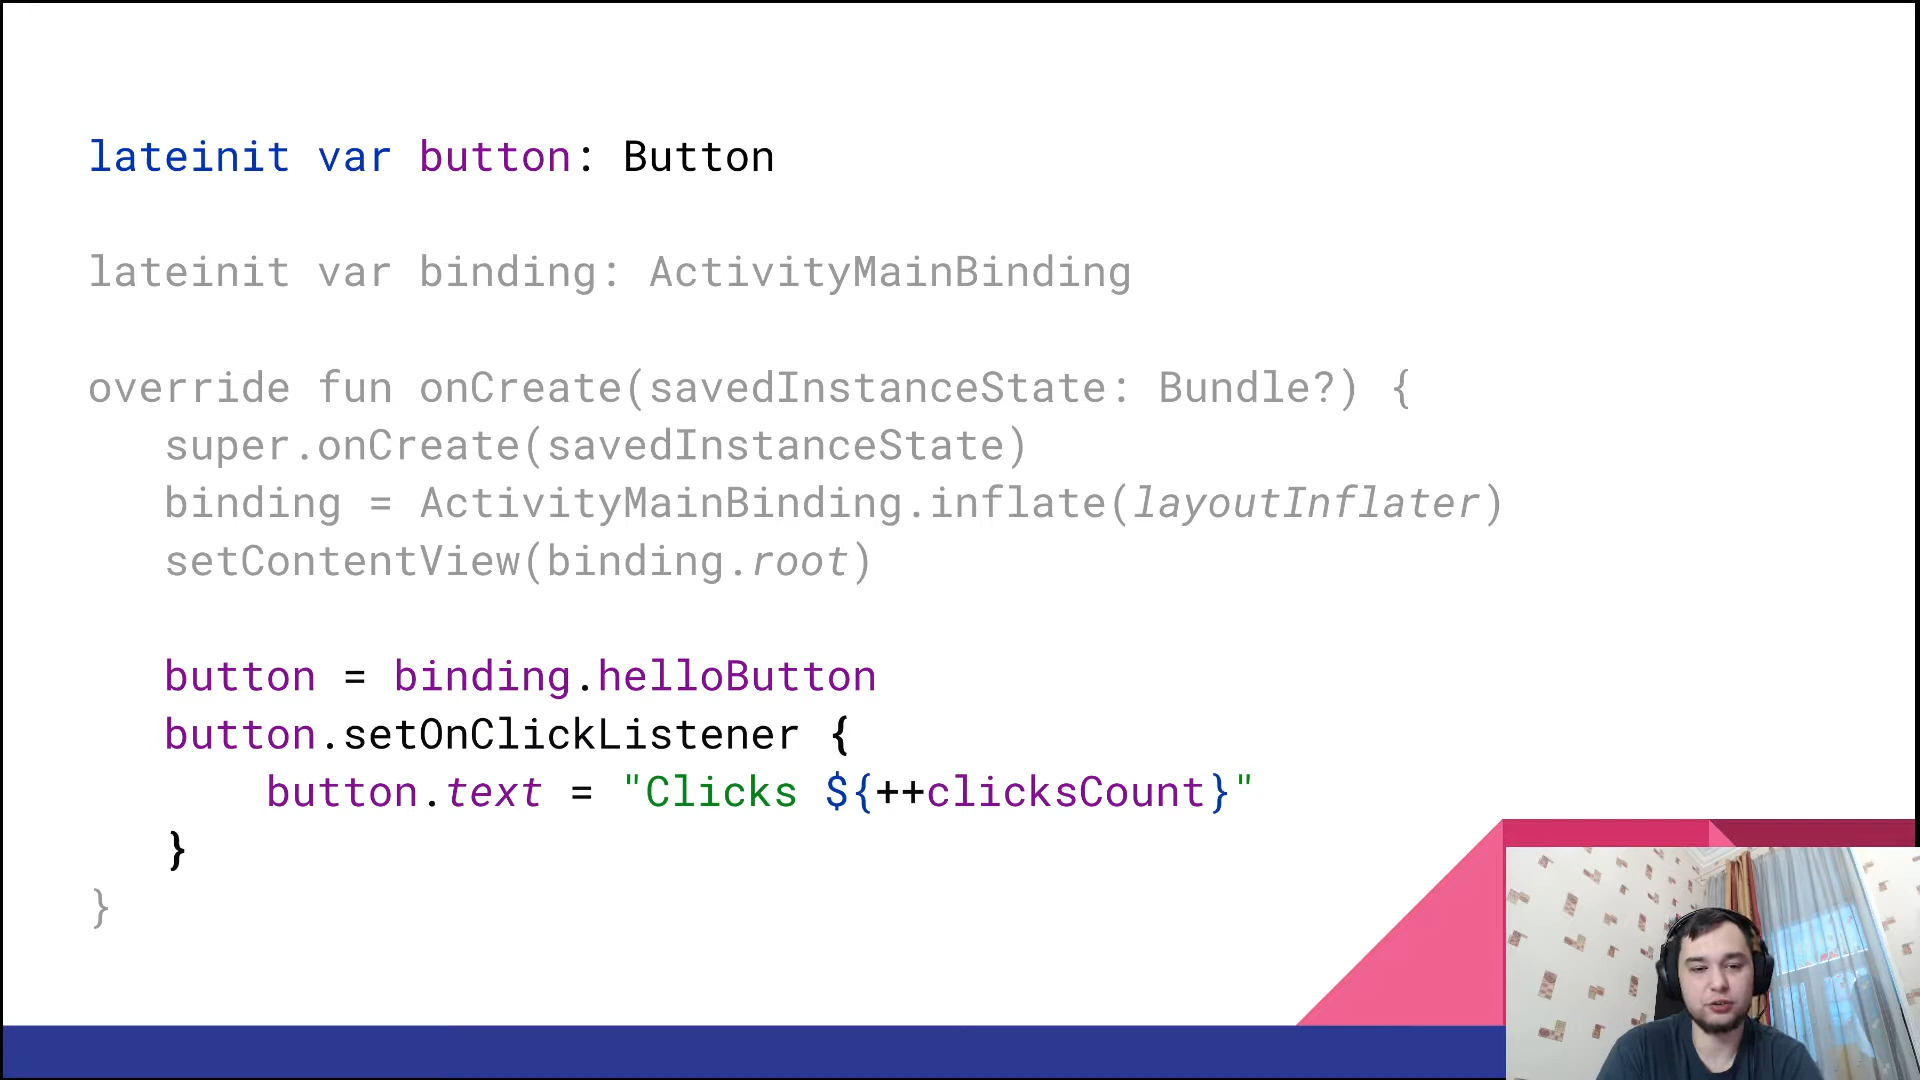 lateinit var button: Button
lateinit var binding: ActivityMainBinding
override fun onCreate(savedInstanceState: Bundle?) {
super.onCreate(savedInstanceState)
binding = ActivityMainBinding.inflate(layoutInflater)
setContentView(binding.root)
button = binding.helloButton
button.setOnClickListener {
button.text = "Clicks ${++clicksCount}"
}
}